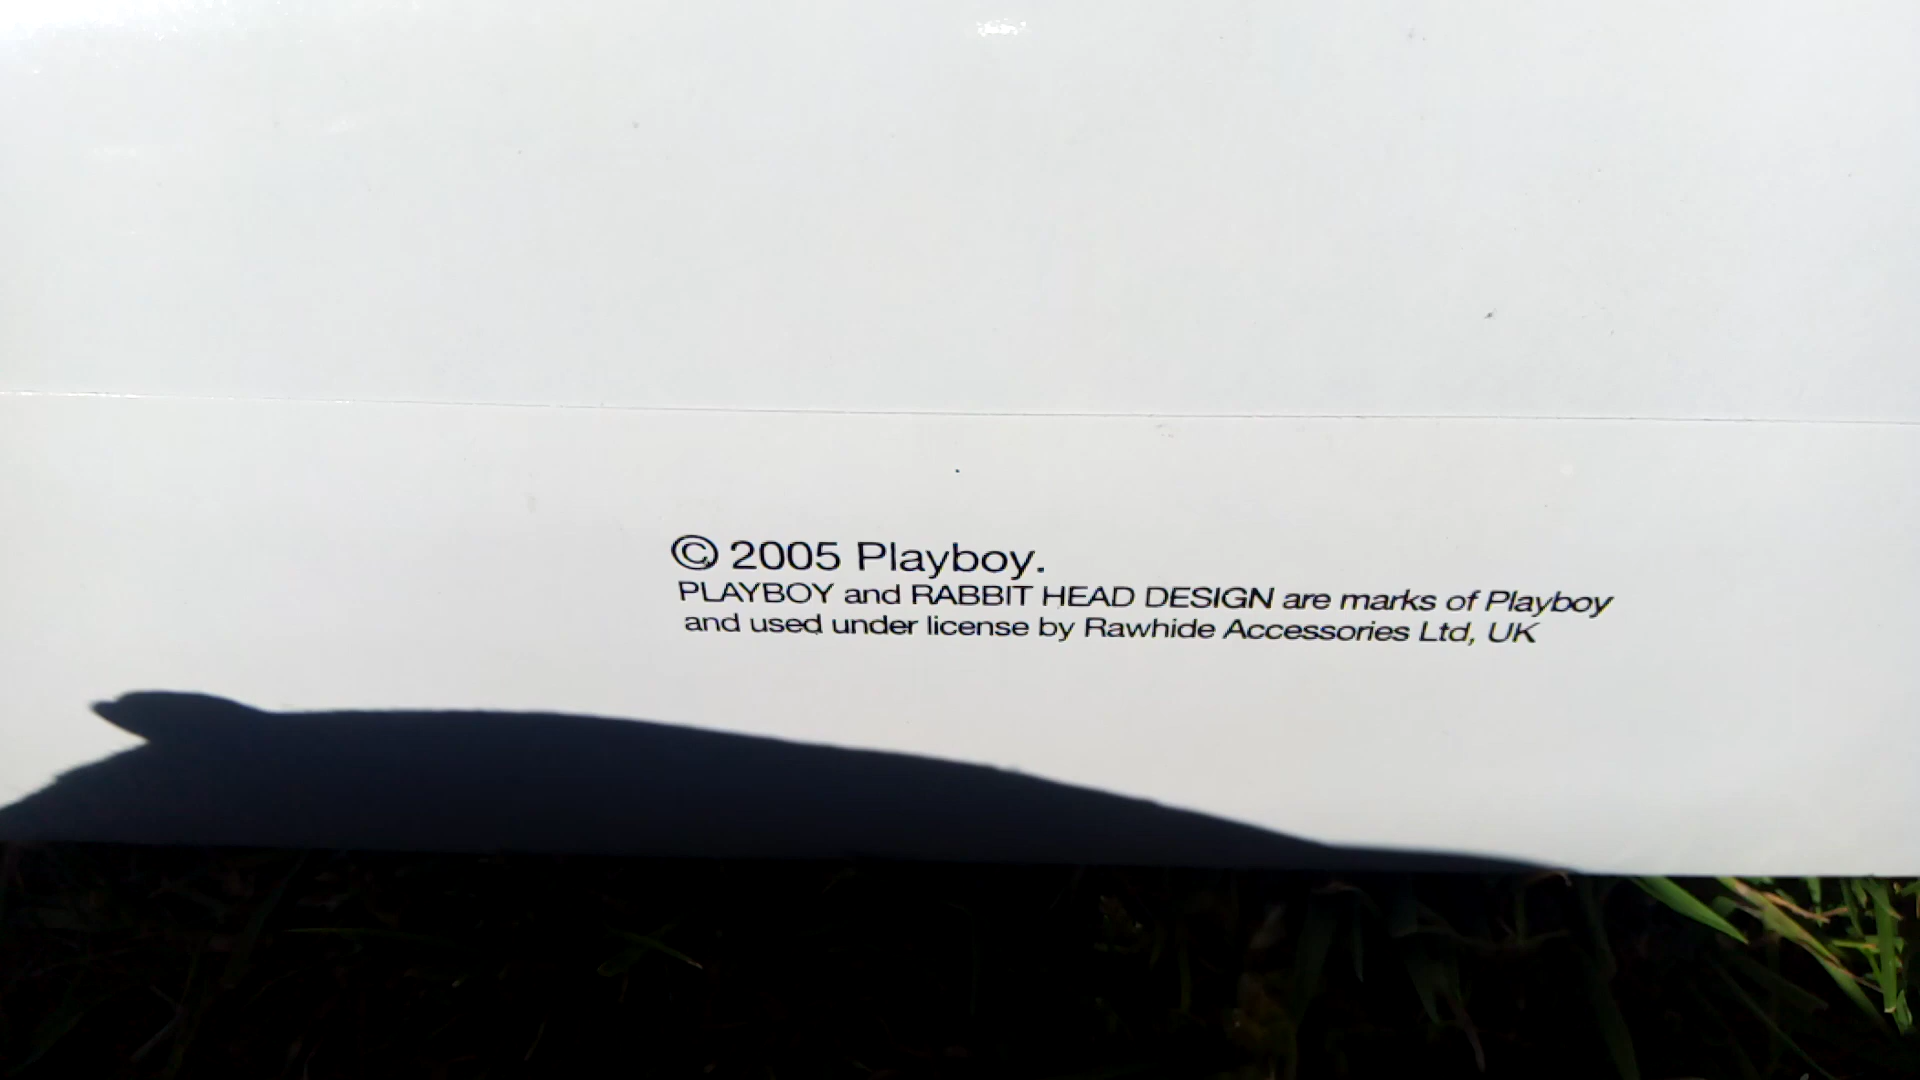 © 2005 Playboy.
PLAYBOY and RABBIT HEAD DESIGN are marks of Playboy
and used under license by Rawhide Accessories Ltd, UK